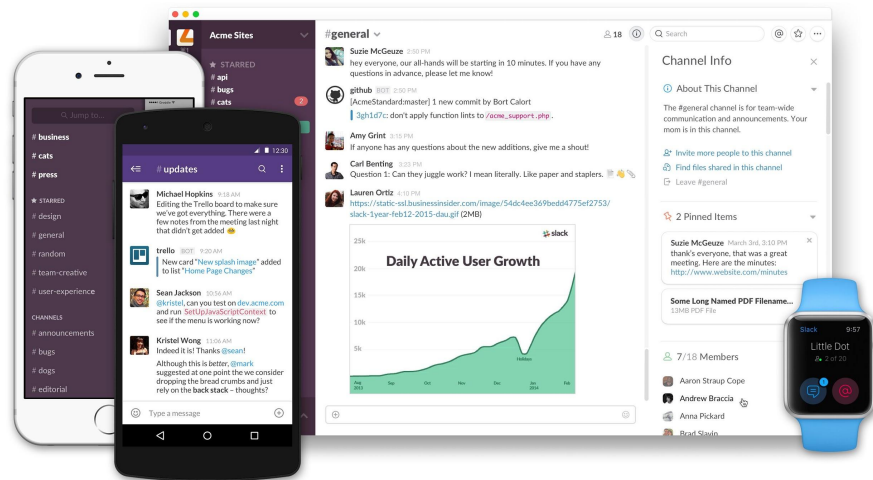 Q Jump to...
# business
# cats
# press
★ STARRED
# design
# general
# random
# team-creative
# user-experience
CHANNELS
# announcements
# bugs
# dogs
# editorial
12:30
# updates
Michael Hopkins 9:18 AM
Editing the Trello board to make sure
we've got everything. There were a
few notes from the meeting last night
that didn't get added
trello BOT 9:20 AM
New card "New splash image" added
to list "Home Page Changes"
Sean Jackson 10:56 AM
@kristel, can you test on dev.acme.com
and run SetUpJavaScriptContext to
see if the menu is working now?
Kristel Wong 11:06 AM
Indeed it is! Thanks @sean!
Although this is better, @mark
suggested at one point the we consider
dropping the bread crumbs and just
rely on the back stack – thoughts?
Type a message
Acme Sites
★ STARRED
# api
# bugs
# cats 2
#general
18
Search
@
Suzie McGeuze 2:50 PM
hey everyone, our all-hands will be starting in 10 minutes. If you have any
questions in advance, please let me know!
github BOT 2:50 PM
[AcmeStandard:master] 1 new commit by Bort Calort
3gh1d7c: don't apply function lints to /acme_support.php .
Amy Grint 3:15 PM
If anyone has any questions about the new additions, give me a shout!
Carl Benting 3:35 PM
Question 1: Can they juggle work? I mean literally. Like paper and staplers.
Lauren Ortiz 4:10 PM
https://static-ssl.businessinsider.com/image/54dc4ee369bedd4775ef2753/
slack-1year-feb12-2015-dau.gif (2MB)
slack
Daily Active User Growth
25k
20k
15k
10k
5k
Holidays
Aug 2013
Sep
Oct
Nov
Dec
Jan 2014
Feb
Channel Info
About This Channel
The #general channel is for team-wide
communication and announcements. Your
mom is in this channel.
Invite more people to this channel
Find files shared in this channel
Leave #general
2 Pinned Items
Suzie McGeuze March 3rd, 3:10 PM
thank's everyone, that was a great
meeting. Here are the minutes:
http://www.website.com/minutes
Some Long Named PDF Filename...
13MB PDF File
7/18 Members
Aaron Straup Cope
Andrew Braccia
Anna Pickard
Brad Slavin
Slack 9:57
Little Dot
2 of 20
1
@